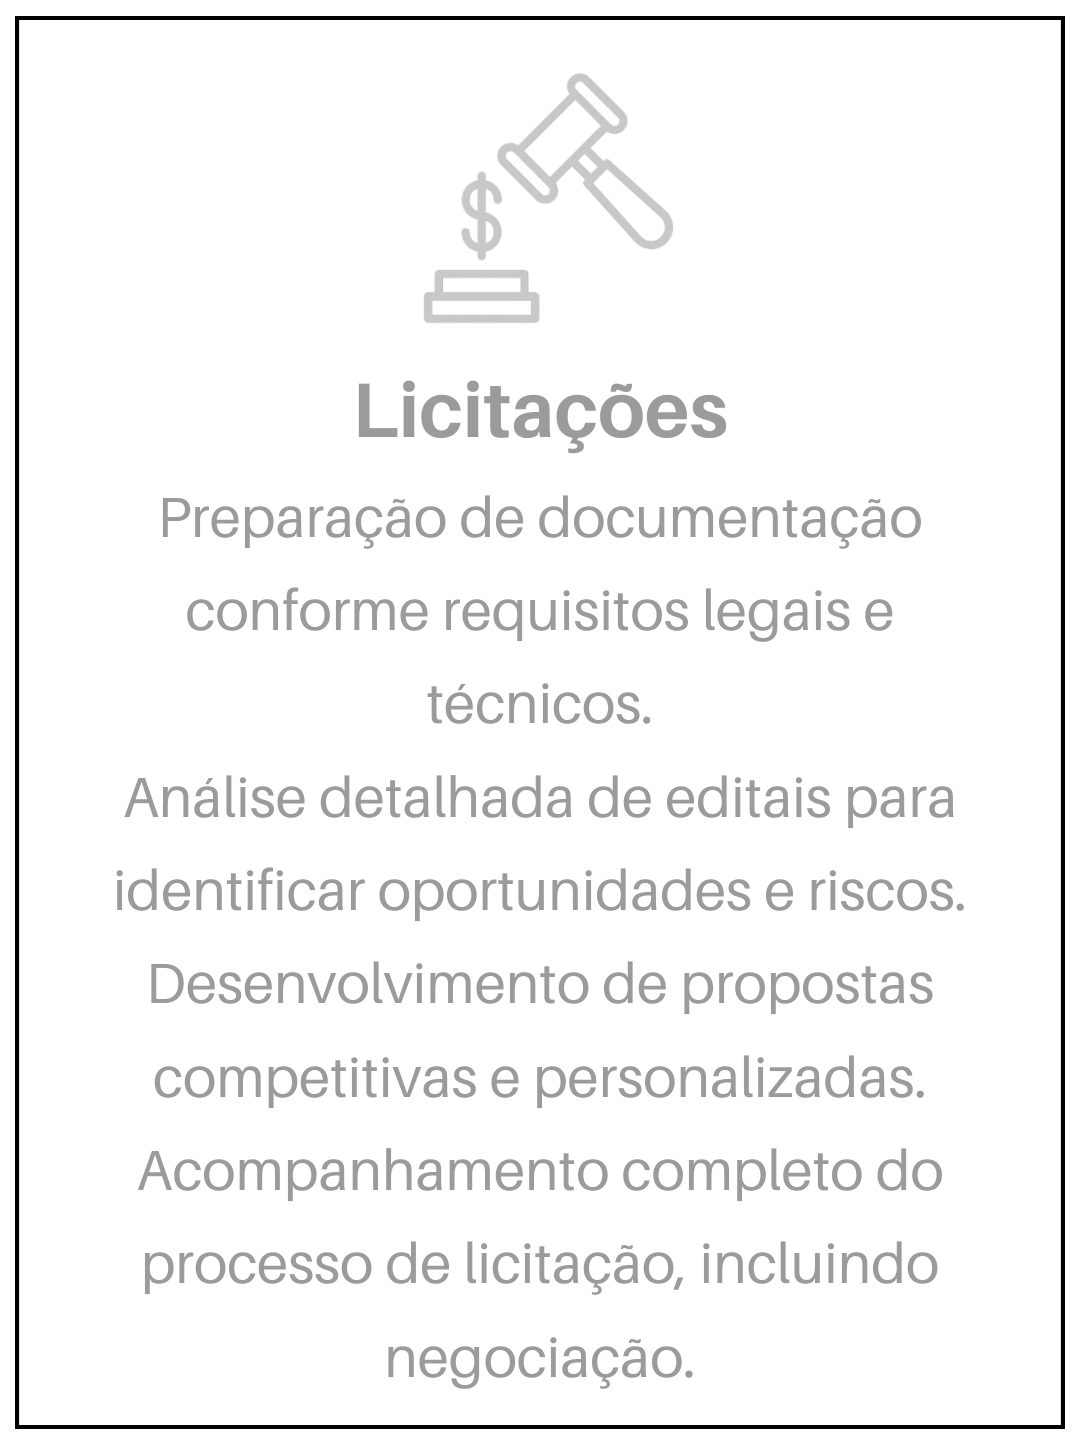 $
Licitações
Preparação de documentação
conforme requisitos legais e
técnicos.
Análise detalhada de editais para
identificar oportunidades e riscos.
Desenvolvimento de propostas
competitivas e personalizadas.
Acompanhamento completo do
processo de licitação, incluindo
negociação.